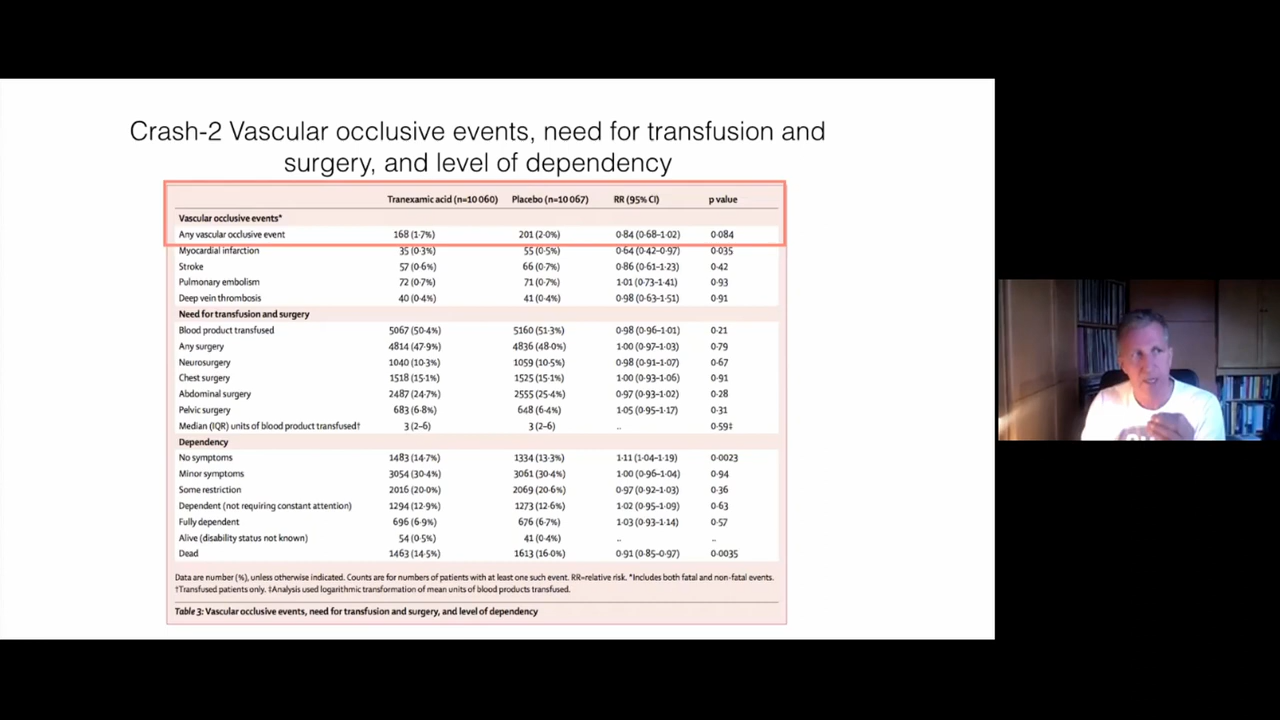 Crash-2 Vascular occlusive events, need for transfusion and
surgery, and level of dependency
Tranexamic acid (n=10 060) Placebo (n=10 067) RR (95% CI) p value
Vascular occlusive events*
Any vascular occlusive event 168 (1·7%) 201 (2·0%) 0·84 (0·68–1·02) 0·084
Myocardial infarction 35 (0·3%) 55 (0·5%) 0·64 (0·42–0·97) 0·035
Stroke 57 (0·6%) 66 (0·7%) 0·86 (0·61–1·23) 0·42
Pulmonary embolism 72 (0·7%) 71 (0·7%) 1·01 (0·73–1·41) 0·93
Deep vein thrombosis 40 (0·4%) 41 (0·4%) 0·98 (0·63–1·51) 0·91
Need for transfusion and surgery
Blood product transfused 5067 (50·4%) 5160 (51·3%) 0·98 (0·96–1·01) 0·21
Any surgery 4814 (47·9%) 4836 (48·0%) 1·00 (0·97–1·03) 0·79
Neurosurgery 1040 (10·3%) 1059 (10·5%) 0·98 (0·91–1·07) 0·67
Chest surgery 1518 (15·1%) 1525 (15·1%) 1·00 (0·93–1·06) 0·91
Abdominal surgery 2487 (24·7%) 2555 (25·4%) 0·97 (0·93–1·02) 0·28
Pelvic surgery 683 (6·8%) 648 (6·4%) 1·05 (0·95–1·17) 0·31
Median (IQR) units of blood product transfused† 3 (2–6) 3 (2–6) .. 0·59‡
Dependency
No symptoms 1483 (14·7%) 1334 (13·3%) 1·11 (1·04–1·19) 0·0023
Minor symptoms 3054 (30·4%) 3061 (30·4%) 1·00 (0·96–1·04) 0·94
Some restriction 2016 (20·0%) 2069 (20·6%) 0·97 (0·92–1·03) 0·36
Dependent (not requiring constant attention) 1294 (12·9%) 1273 (12·6%) 1·02 (0·95–1·09) 0·63
Fully dependent 696 (6·9%) 676 (6·7%) 1·03 (0·93–1·14) 0·57
Alive (disability status not known) 54 (0·5%) 41 (0·4%) .. ..
Dead 1463 (14·5%) 1613 (16·0%) 0·91 (0·85–0·97) 0·0035
Data are number (%), unless otherwise indicated. Counts are for numbers of patients with at least one such event. RR=relative risk. *Includes both fatal and non-fatal events.
†Transfused patients only. ‡Analysis used logarithmic transformation of mean units of blood products transfused.
Table 3: Vascular occlusive events, need for transfusion and surgery, and level of dependency